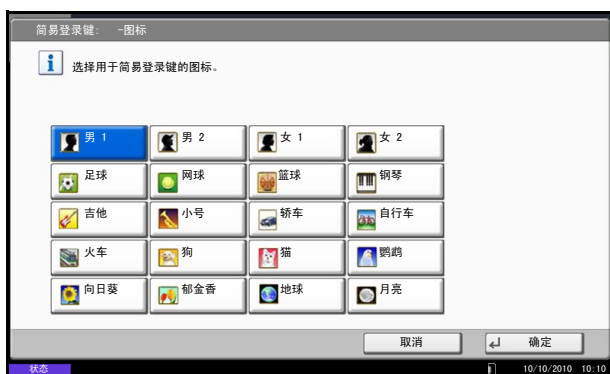 简易登录键: -图标
选择用于简易登录键的图标。
男 1 男 2 女 1 女 2
足球 网球 篮球 钢琴
吉他 小号 轿车 自行车
火车 狗 猫 鹦鹉
向日葵 郁金香 地球 月亮
取消 确定
状态 10/10/2010 10:10